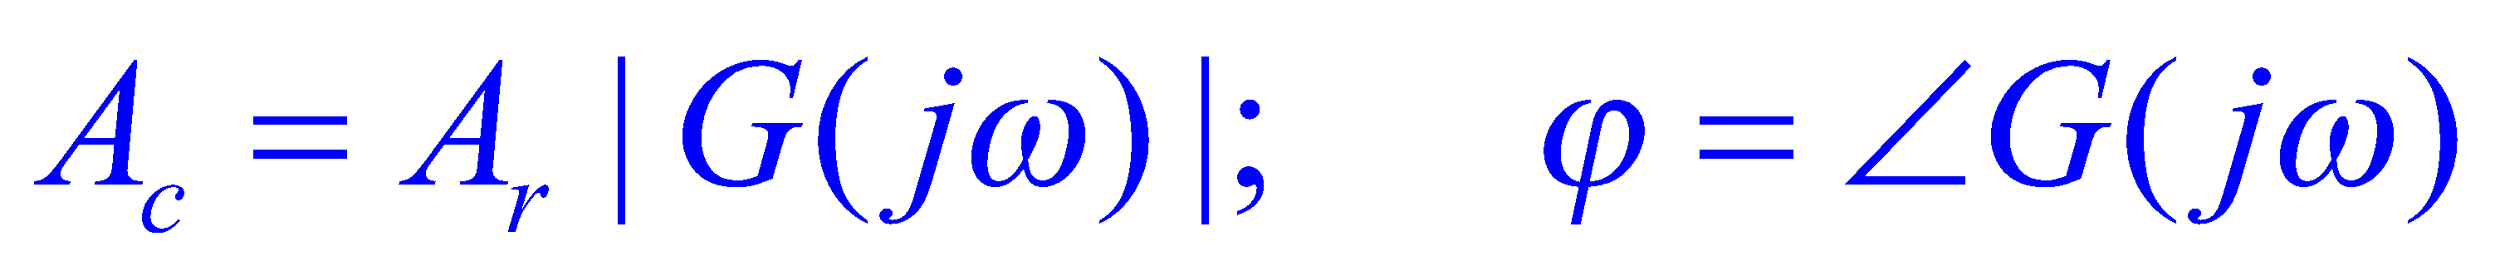 A_c = A_r | G(jω) |; φ = ∠G(jω)